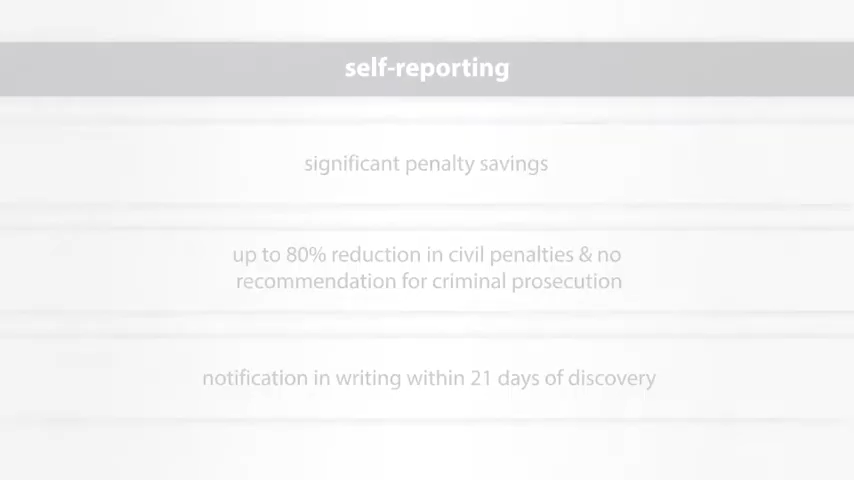 self-reporting
significant penalty savings
up to 80% reduction in civil penalties & no
recommendation for criminal prosecution
notification in writing within 21 days of discovery